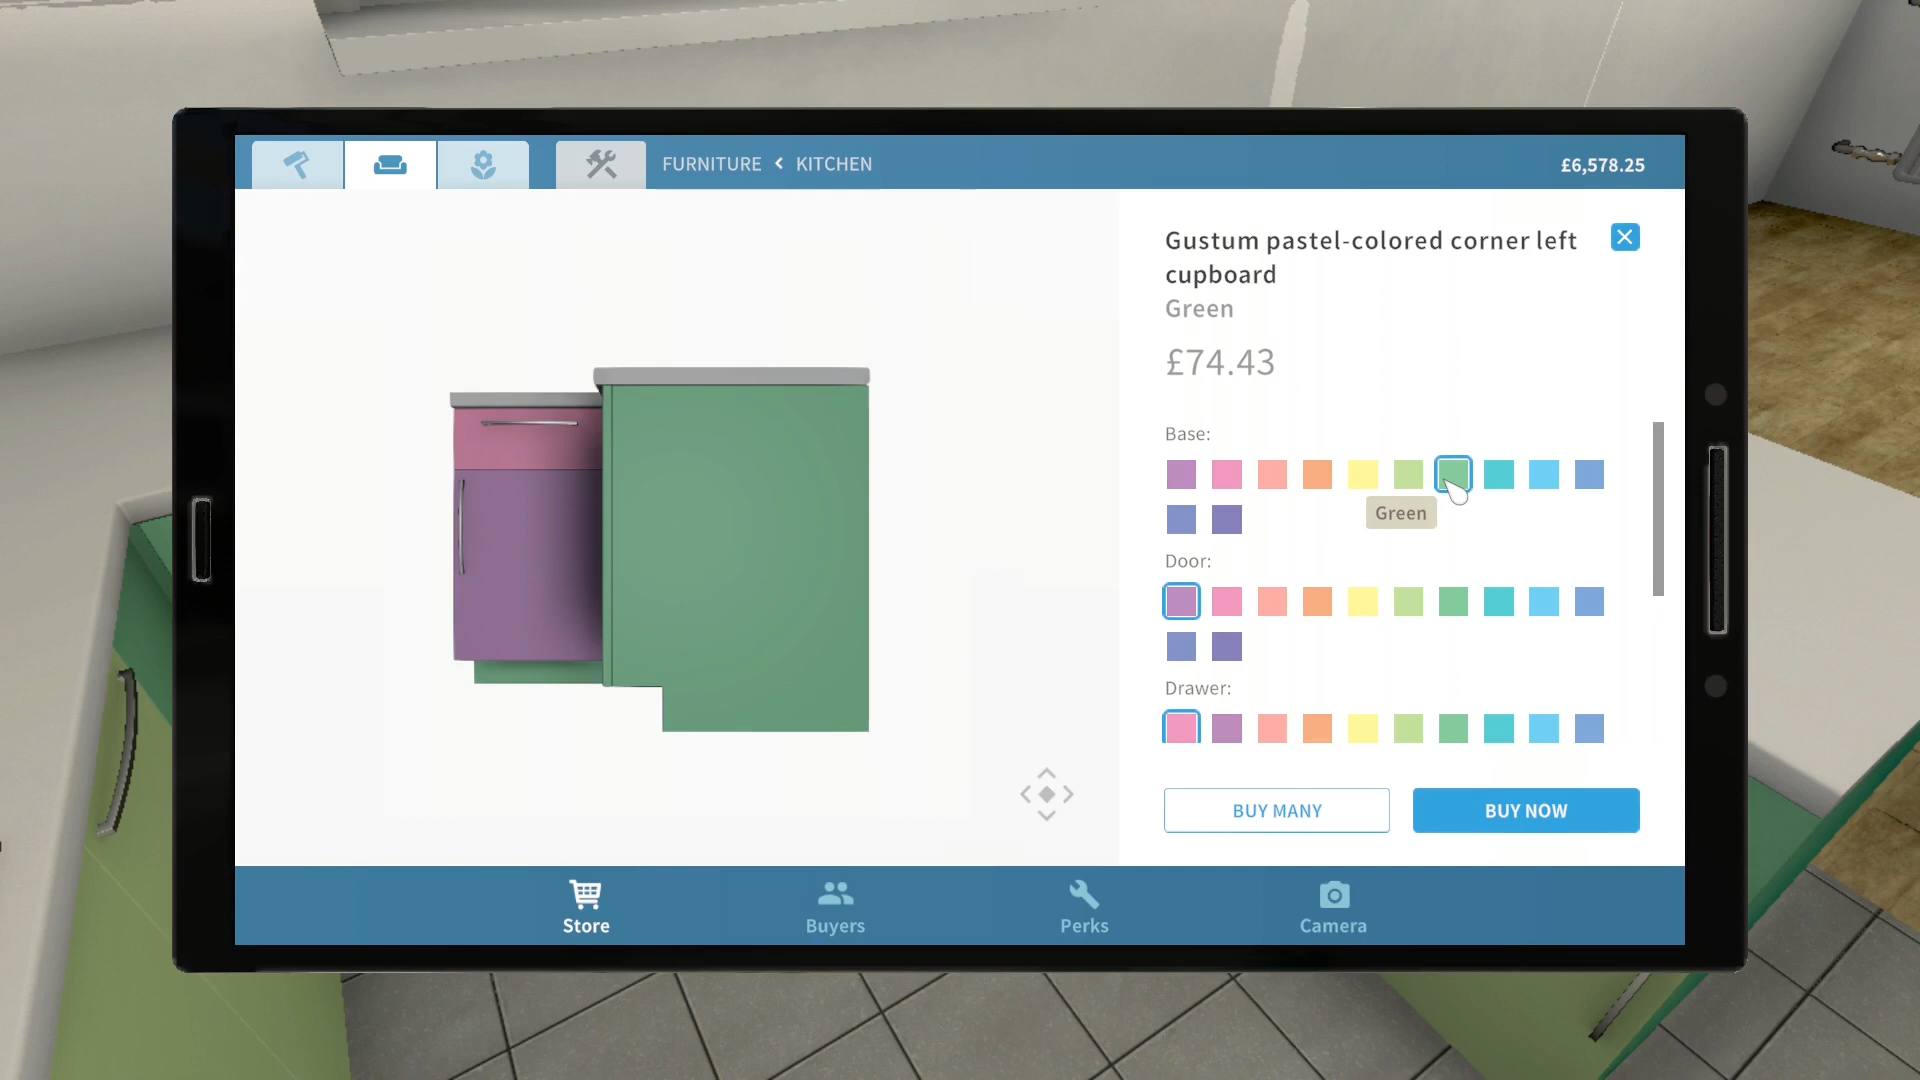 FURNITURE < KITCHEN
£6,578.25
Gustum pastel-colored corner left
cupboard
Green
£74.43
Base:
Green
Door:
Drawer:
BUY MANY
BUY NOW
Store
Buyers
Perks
Camera